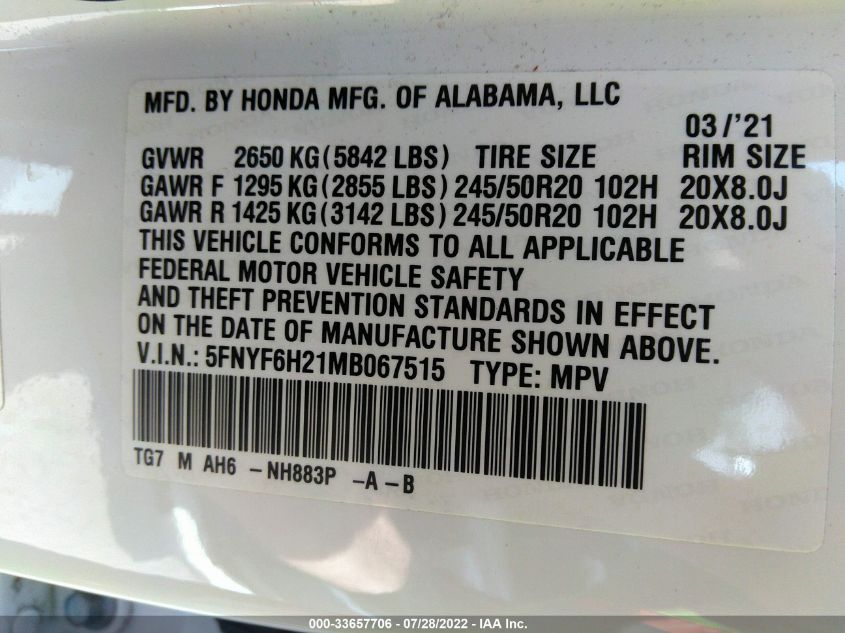 MFD. BY HONDA MFG. OF ALABAMA, LLC
03/'21
GVWR 2650 KG(5842 LBS) TIRE SIZE RIM SIZE
GAWR F 1295 KG(2855 LBS) 245/50R20 102H 20X8.0J
GAWR R 1425 KG(3142 LBS) 245/50R20 102H 20X8.0J
THIS VEHICLE CONFORMS TO ALL APPLICABLE
FEDERAL MOTOR VEHICLE SAFETY
AND THEFT PREVENTION STANDARDS IN EFFECT
ON THE DATE OF MANUFACTURE SHOWN ABOVE.
V.I.N.: 5FNYF6H21MB067515 TYPE: MPV
TG7 M AH6 -NH883P -A-B
000-33657706 - 07/28/2022 - IAA Inc.